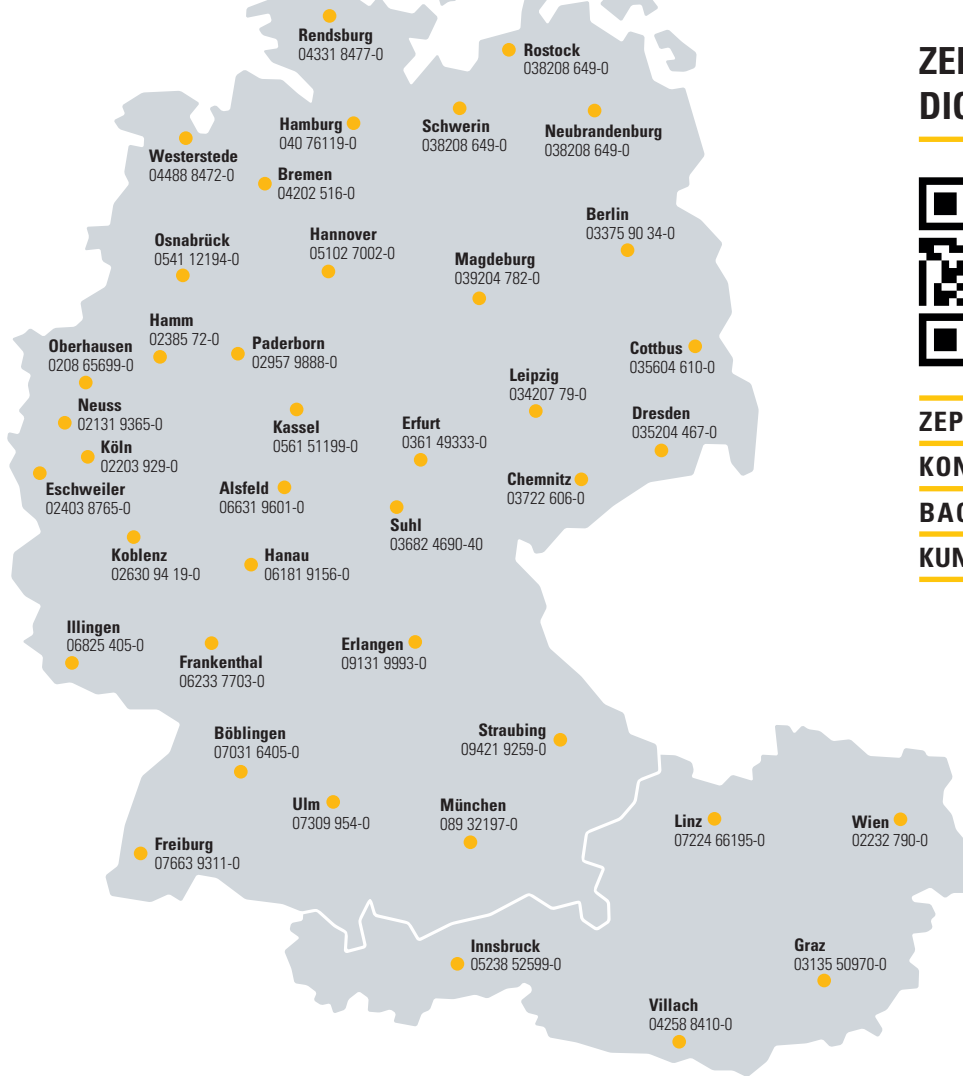 Rendsburg
04331 8477-0
Rostock
038208 649-0
Hamburg
040 76119-0
Schwerin
038208 649-0
Neubrandenburg
038208 649-0
Westerstede
04488 8472-0
Bremen
04202 516-0
Berlin
03375 90 34-0
Osnabrück
0541 12194-0
Hannover
05102 7002-0
Magdeburg
039204 782-0
Hamm
02385 72-0
Oberhausen
0208 65699-0
Paderborn
02957 9888-0
Cottbus
035604 610-0
Leipzig
034207 79-0
Neuss
02131 9365-0
Kassel
0561 51199-0
Erfurt
0361 49333-0
Dresden
035204 467-0
Köln
02203 929-0
Eschweiler
02403 8765-0
Alsfeld
06631 9601-0
Chemnitz
03722 606-0
Suhl
03682 4690-40
Koblenz
02630 94 19-0
Hanau
06181 9156-0
Illingen
06825 405-0
Frankenthal
06233 7703-0
Erlangen
09131 9993-0
Böblingen
07031 6405-0
Straubing
09421 9259-0
Ulm
07309 954-0
München
089 32197-0
Linz
07224 66195-0
Wien
02232 790-0
Freiburg
07663 9311-0
Innsbruck
05238 52599-0
Graz
03135 50970-0
Villach
04258 8410-0
ZEP
KON
BAG
KUN